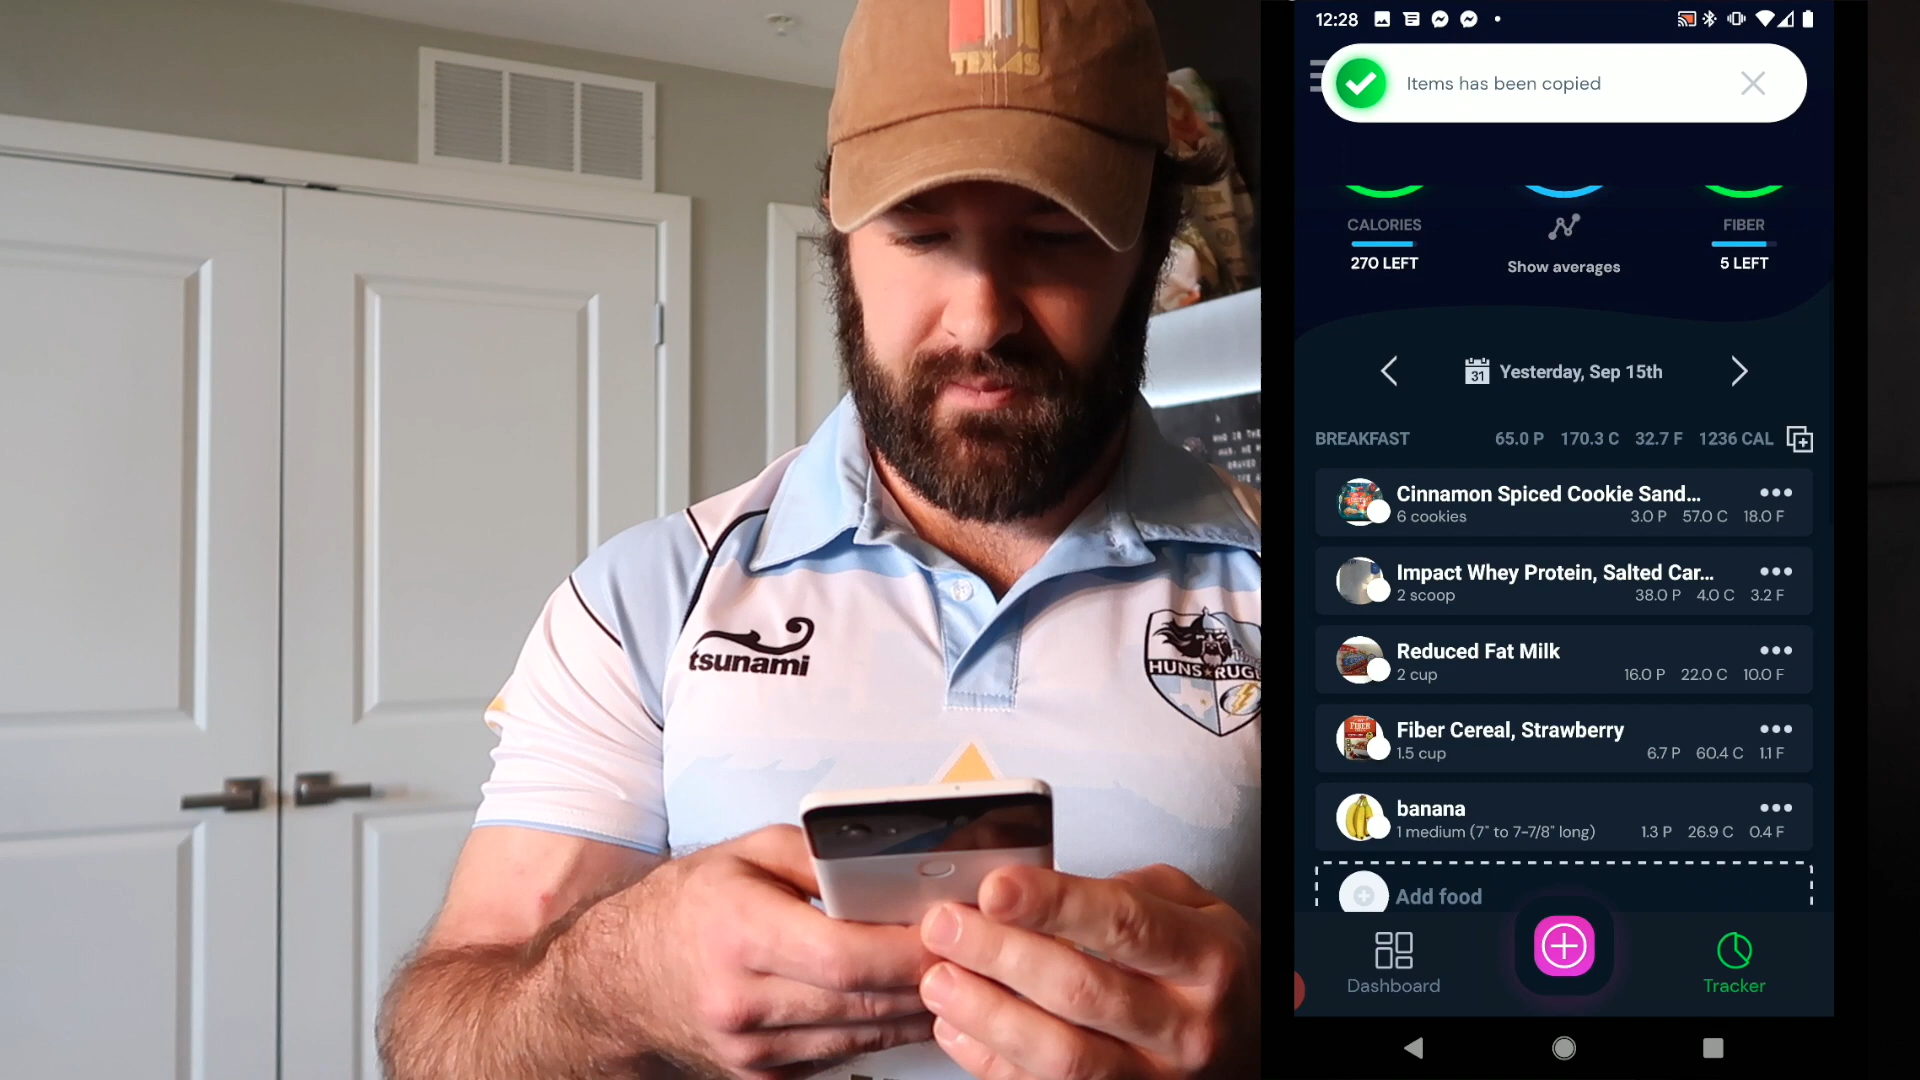 TEXAS
tsunami
HUNS
12:28
Items has been copied
CALORIES
270 LEFT
Show averages
FIBER
5 LEFT
31
Yesterday, Sep 15th
BREAKFAST 65.0 P 170.3 C 32.7 F 1236 CAL
Cinnamon Spiced Cookie Sand...
6 cookies 3.0 P 57.0 C 18.0 F
Impact Whey Protein, Salted Car...
2 scoop 38.0 P 4.0 C 3.2 F
Reduced Fat Milk
2 cup 16.0 P 22.0 C 10.0 F
Fiber Cereal, Strawberry
1.5 cup 6.7 P 60.4 C 1.1 F
banana
1 medium (7" to 7-7/8" long) 1.3 P 26.9 C 0.4 F
Add food
Dashboard
Tracker